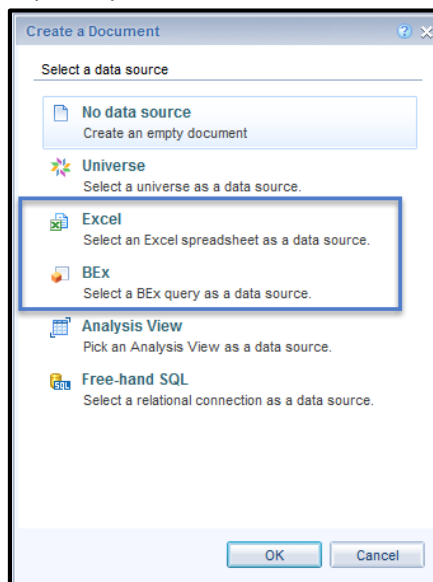 Create a Document
Select a data source
No data source
Create an empty document
Universe
Select a universe as a data source.
Excel
Select an Excel spreadsheet as a data source.
BEx
Select a BEx query as a data source.
Analysis View
Pick an Analysis View as a data source.
Free-hand SQL
Select a relational connection as a data source.
OK Cancel